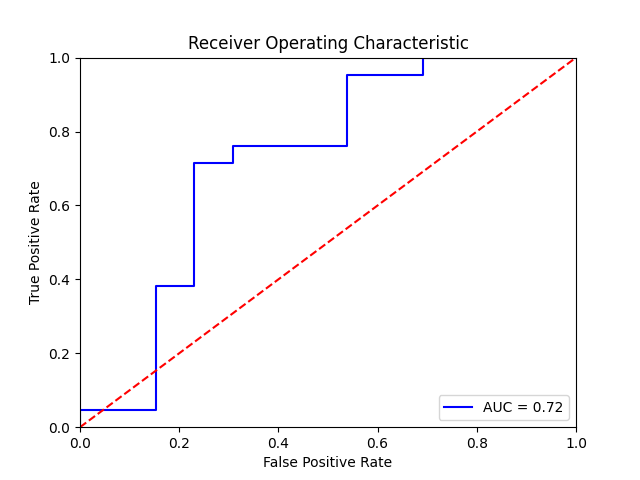 Receiver Operating Characteristic
1.0
0.8
0.6
0.4
0.2
0.0
True Positive Rate
AUC = 0.72
0.0 0.2 0.4 0.6 0.8 1.0
False Positive Rate